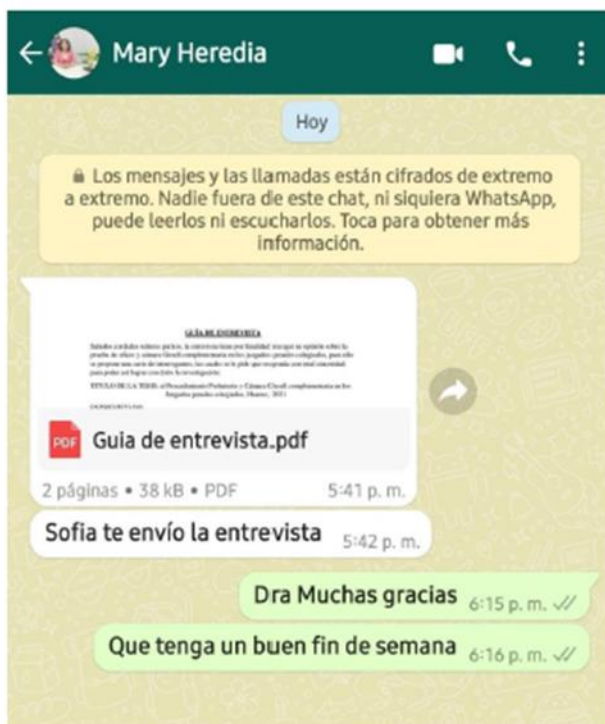 Mary Heredia
Hoy
Los mensajes y las llamadas están cifrados de extremo
a extremo. Nadie fuera de este chat, ni siquiera WhatsApp,
puede leerlos ni escucharlos. Toca para obtener más
información.
GUÍA DE ENTREVISTA
PDF
Guia de entrevista.pdf
2 páginas • 38 kB • PDF
5:41 p. m.
Sofia te envío la entrevista
5:42 p. m.
Dra Muchas gracias
6:15 p. m.
Que tenga un buen fin de semana
6:16 p. m.